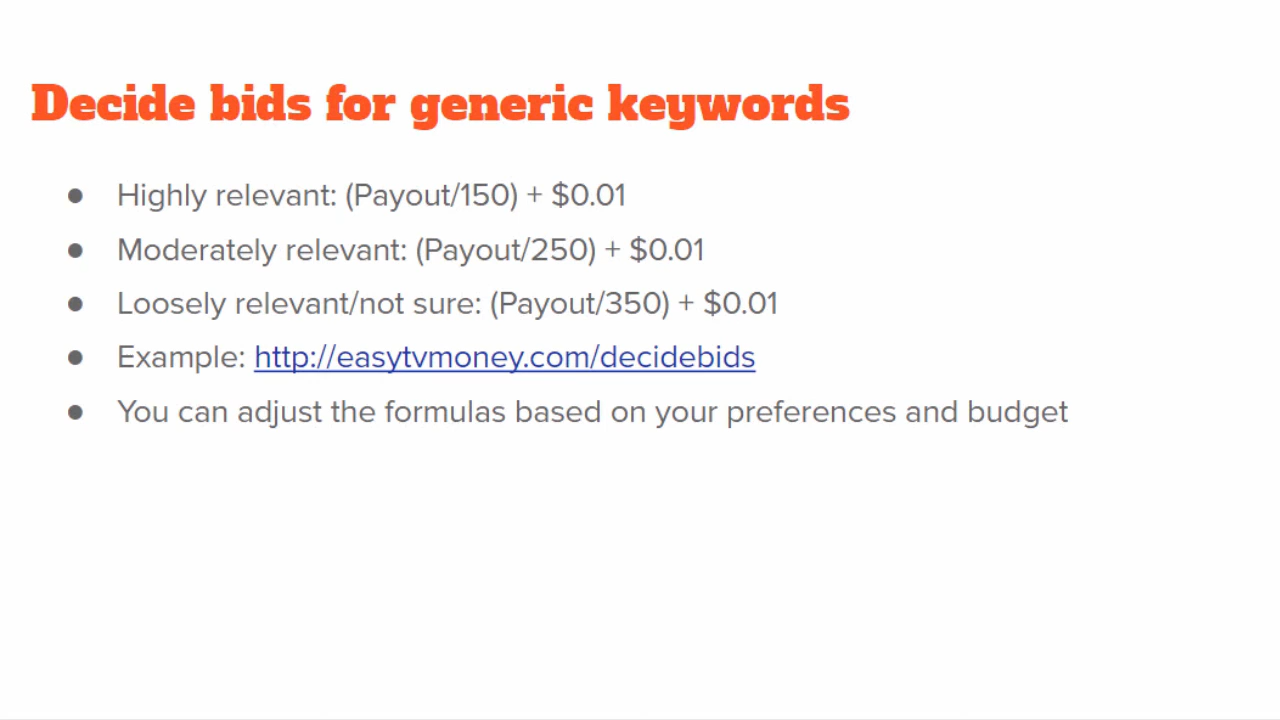 Decide bids for generic keywords
● Highly relevant: (Payout/150) + $0.01
● Moderately relevant: (Payout/250) + $0.01
● Loosely relevant/not sure: (Payout/350) + $0.01
● Example: http://easytvmoney.com/decidebids
● You can adjust the formulas based on your preferences and budget